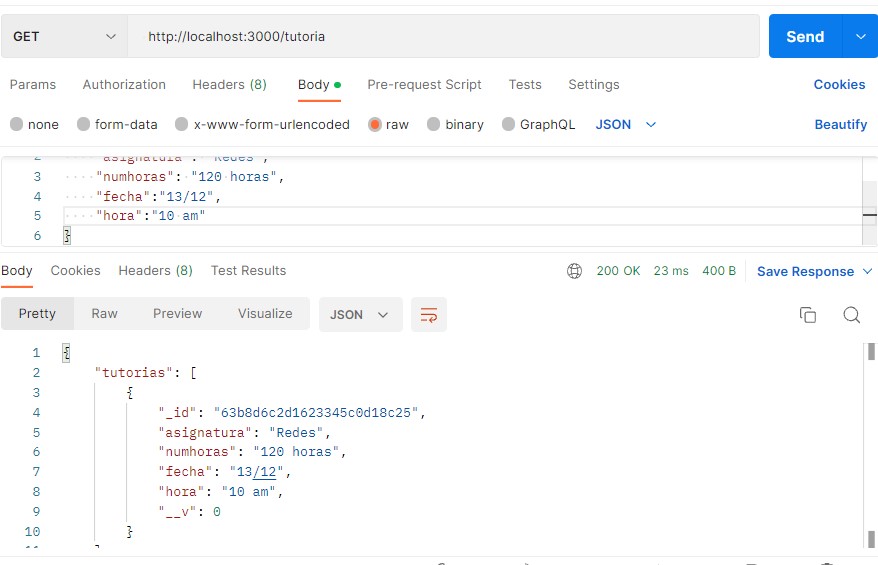 GET http://localhost:3000/tutoria Send
Params Authorization Headers (8) Body Pre-request Script Tests Settings Cookies
none form-data x-www-form-urlencoded raw binary GraphQL JSON Beautify
2 "asignatura": "Redes",
3 "numhoras": "120 horas",
4 "fecha":"13/12",
5 "hora":"10 am"
6 }
Body Cookies Headers (8) Test Results 200 OK 23 ms 400 B Save Response
Pretty Raw Preview Visualize JSON
1 {
2 "tutorias": [
3 {
4 "_id": "63b8d6c2d1623345c0d18c25",
5 "asignatura": "Redes",
6 "numhoras": "120 horas",
7 "fecha": "13/12",
8 "hora": "10 am",
9 "__v": 0
10 }
11 ]